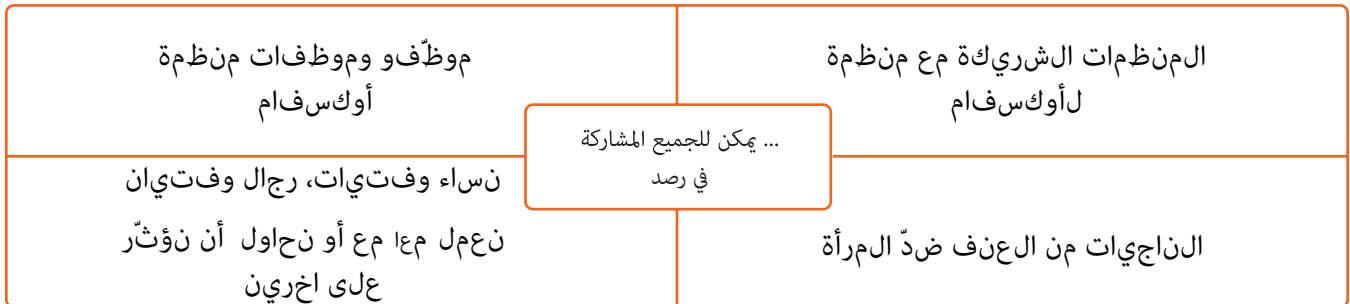 المنظمات الشريكة مع منظمة
لأوكسفام
موظّفو وموظفات منظمة
أوكسفام
... يمكن للجميع المشاركة
في رصد
الناجيات من العنف ضدّ المرأة
نساء وفتيات، رجال وفتيان
نعمل معا مع أو نحاول أن نؤثّر
على اخرين